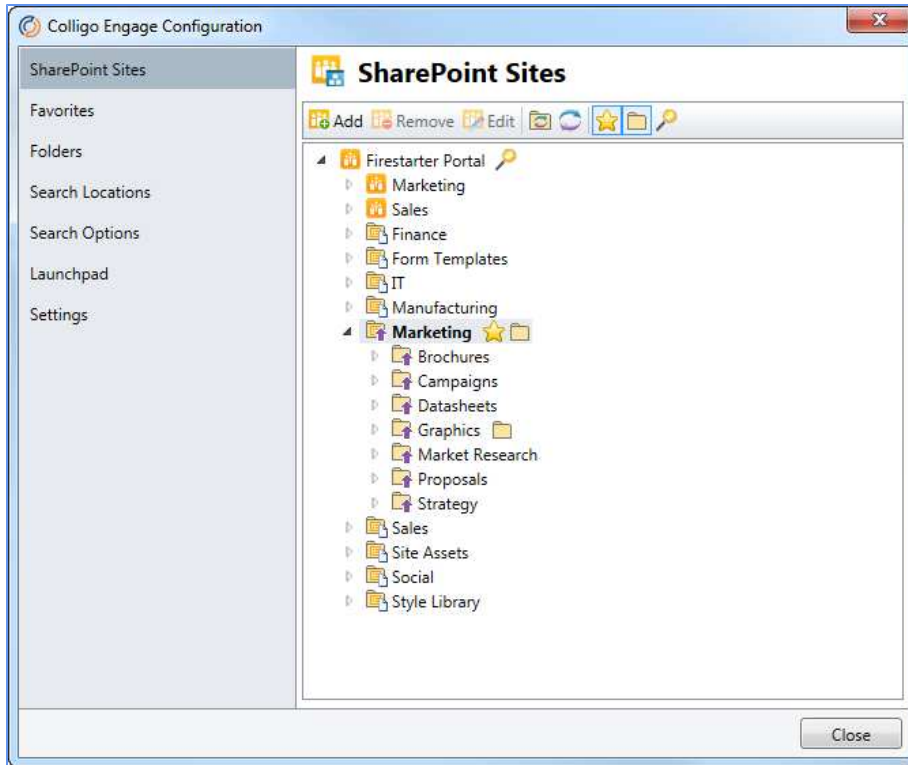 Colligo Engage Configuration
SharePoint Sites
Favorites
Folders
Search Locations
Search Options
Launchpad
Settings
SharePoint Sites
Add Remove Edit
Firestarter Portal
Marketing
Sales
Finance
Form Templates
IT
Manufacturing
Marketing
Brochures
Campaigns
Datasheets
Graphics
Market Research
Proposals
Strategy
Sales
Site Assets
Social
Style Library
Close